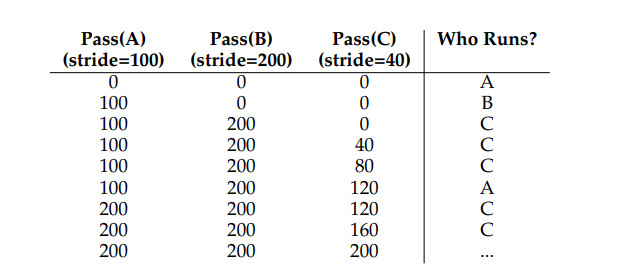 Pass(A) Pass(B) Pass(C) Who Runs?
(stride=100) (stride=200) (stride=40)
0 0 0 A
100 0 0 B
100 200 0 C
100 200 40 C
100 200 80 C
100 200 120 A
200 200 120 C
200 200 160 C
200 200 200 ...